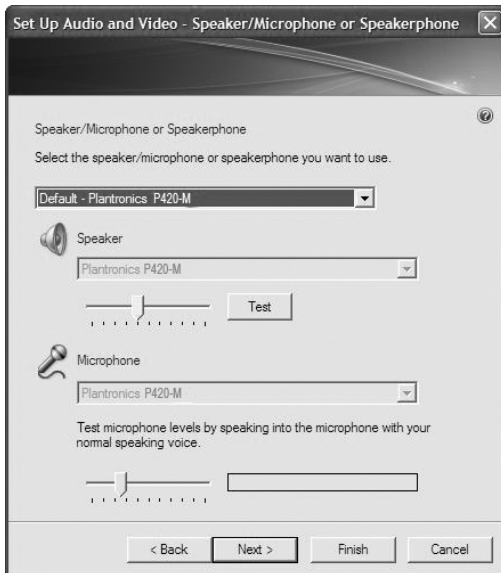 Set Up Audio and Video - Speaker/Microphone or Speakerphone
Speaker/Microphone or Speakerphone
Select the speaker/microphone or speakerphone you want to use.
Default - Plantronics P420-M
Speaker
Plantronics P420-M
Test
Microphone
Plantronics P420-M
Test microphone levels by speaking into the microphone with your
normal speaking voice.
< Back
Next >
Finish
Cancel